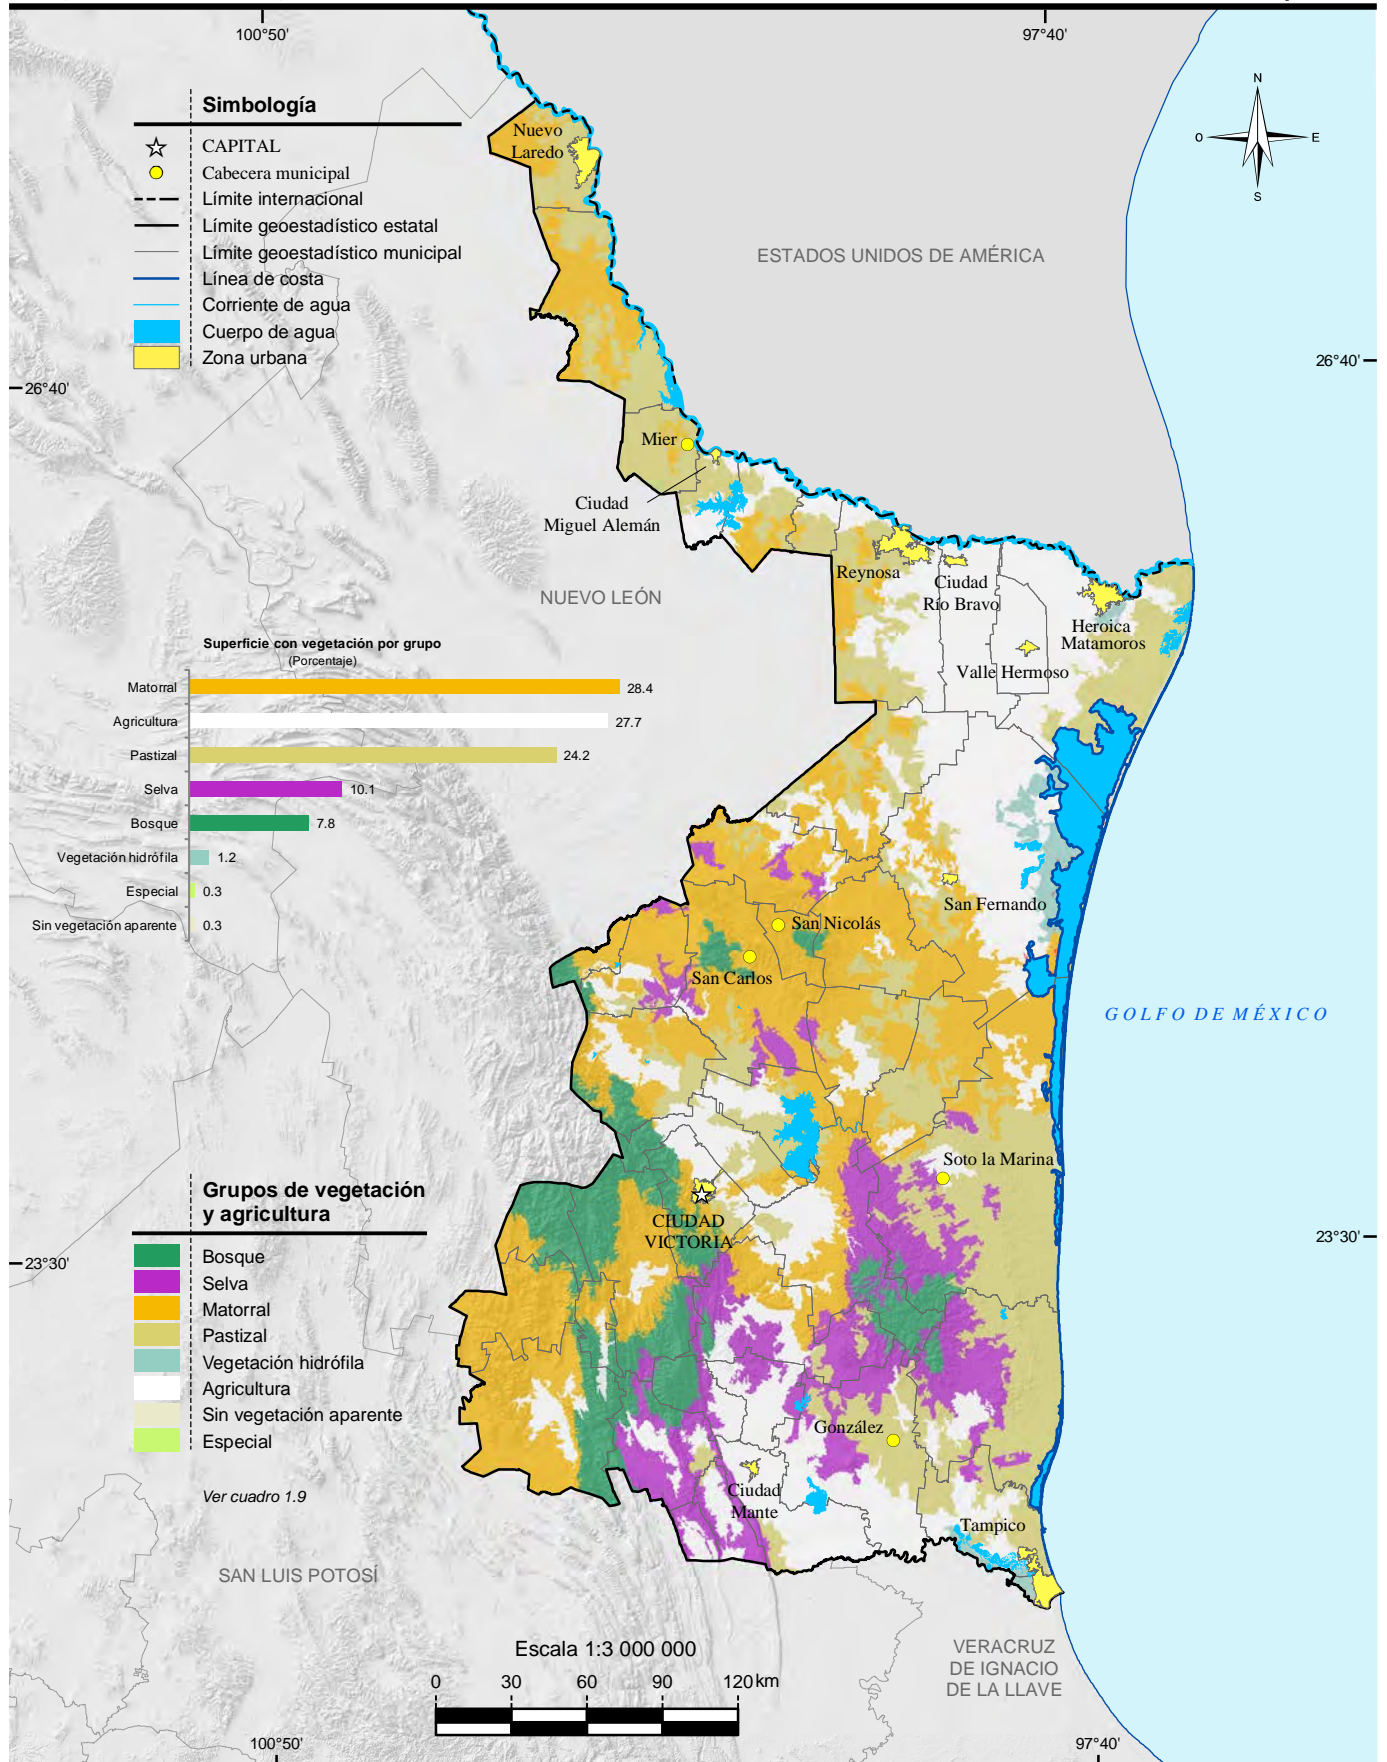 100°50'
97°40'
Simbología
CAPITAL
Cabecera municipal
Límite internacional
Límite geoestadístico estatal
Límite geoestadístico municipal
Línea de costa
Corriente de agua
Cuerpo de agua
Zona urbana
N
O
E
S
Nuevo
Laredo
ESTADOS UNIDOS DE AMÉRICA
26°40'
26°40'
Mier
Ciudad
Miguel Alemán
NUEVO LEÓN
Reynosa
Ciudad
Río Bravo
Heroica
Matamoros
Valle Hermoso
Superficie con vegetación por grupo
(Porcentaje)
Matorral 28.4
Agricultura 27.7
Pastizal 24.2
Selva 10.1
Bosque 7.8
Vegetación hidrófila 1.2
Especial 0.3
Sin vegetación aparente 0.3
San Fernando
San Nicolás
San Carlos
GOLFO DE MÉXICO
Soto la Marina
CIUDAD
VICTORIA
23°30'
23°30'
Grupos de vegetación
y agricultura
Bosque
Selva
Matorral
Pastizal
Vegetación hidrófila
Agricultura
Sin vegetación aparente
Especial
Ver cuadro 1.9
González
Ciudad
Mante
Tampico
SAN LUIS POTOSÍ
VERACRUZ
DE IGNACIO
DE LA LLAVE
Escala 1:3 000 000
0 30 60 90 120 km
100°50'
97°40'